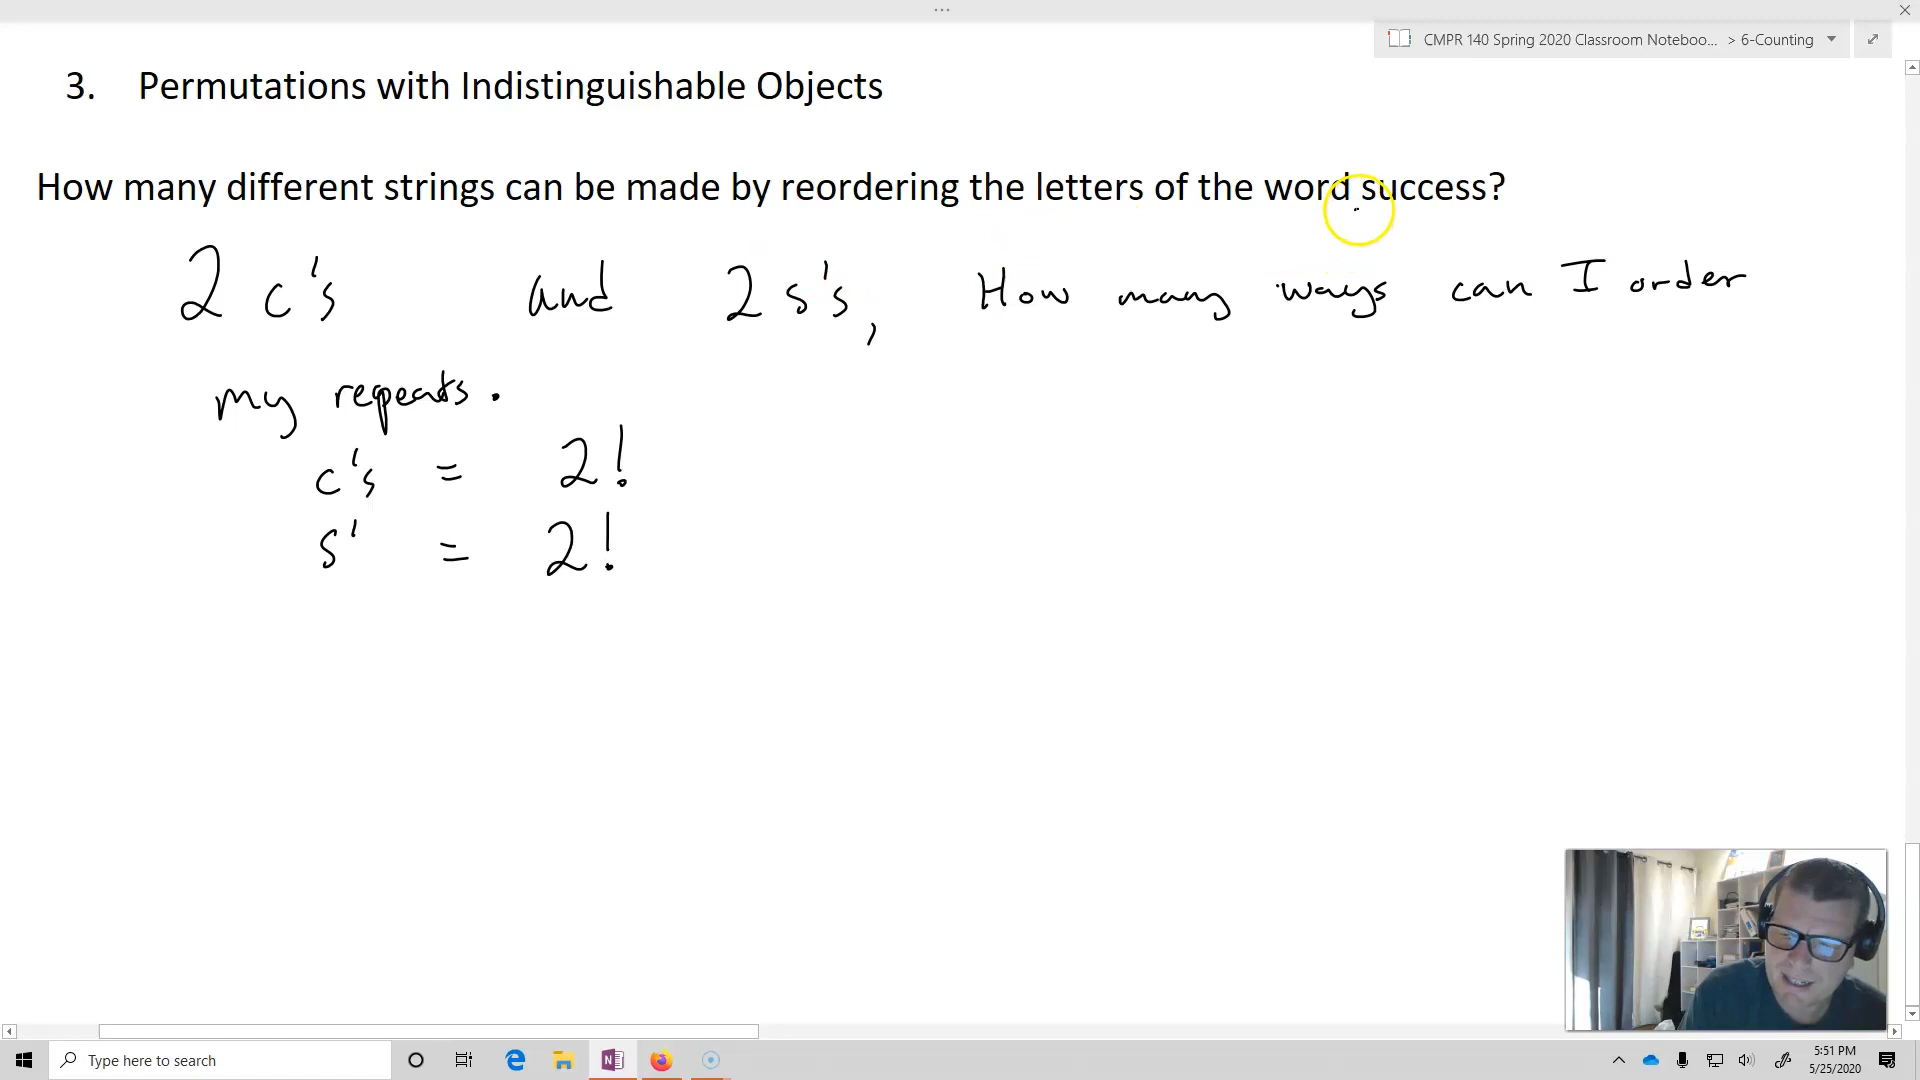 CMPR 140 Spring 2020 Classroom Noteboo... > 6-Counting
3. Permutations with Indistinguishable Objects
How many different strings can be made by reordering the letters of the word success?
2 c's and 2 s's, How many ways can I order
my repeats.
c's = 2!
s' = 2!
Type here to search
5:51 PM
5/25/2020